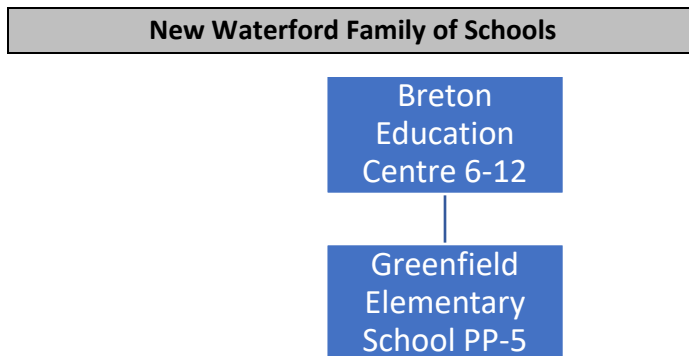 New Waterford Family of Schools
Breton
Education
Centre 6-12
Greenfield
Elementary
School PP-5